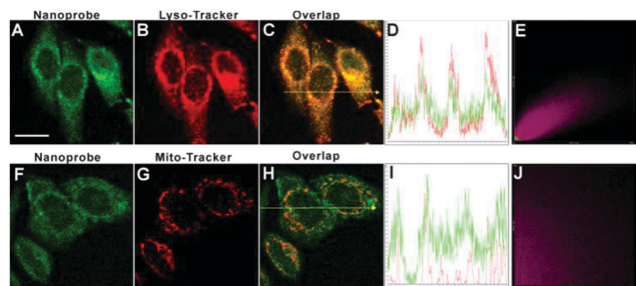 Nanoprobe Lyso-Tracker Overlap
A B C D E
Nanoprobe Mito-Tracker Overlap
F G H I J